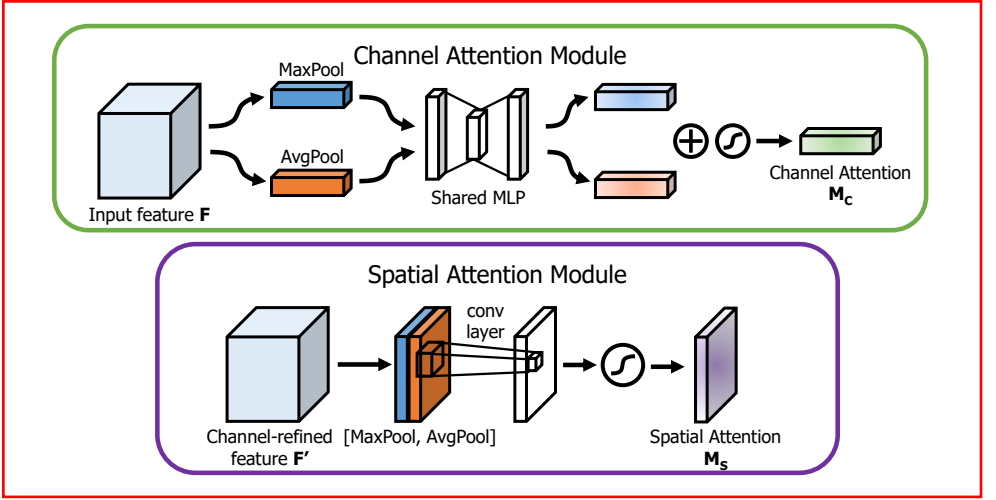 Channel Attention Module
MaxPool
AvgPool
Shared MLP
Input feature F
Channel Attention
Mc
Spatial Attention Module
conv
layer
Channel-refined
feature F'
[MaxPool, AvgPool]
Spatial Attention
Ms